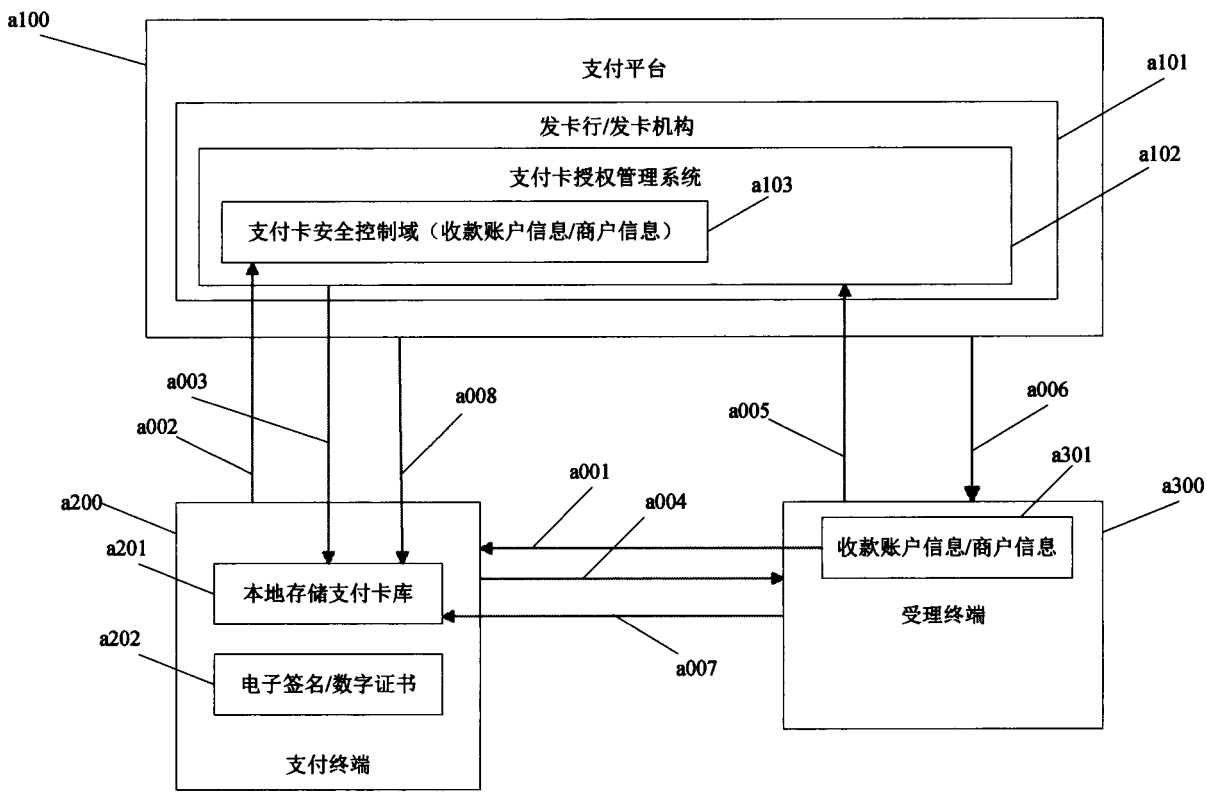 a100
支付平台
a101
发卡行/发卡机构
a102
支付卡授权管理系统
a103
支付卡安全控制域（收款账户信息/商户信息）
a003
a008
a006
a002
a005
a001
a301
a200
a004
a300
a201
收款账户信息/商户信息
本地存储支付卡库
受理终端
a202
a007
电子签名/数字证书
支付终端